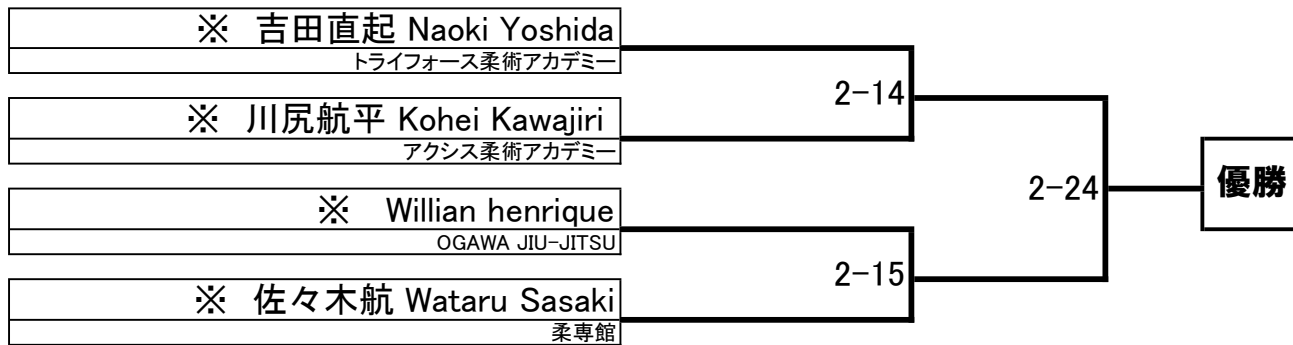 ※ 吉田直起 Naoki Yoshida
トライフォース柔術アカデミー
2-14
※ 川尻航平 Kohei Kawajiri
アクシス柔術アカデミー
2-24
優勝
※ Willian henrique
OGAWA JIU-JITSU
2-15
※ 佐々木航 Wataru Sasaki
柔専館